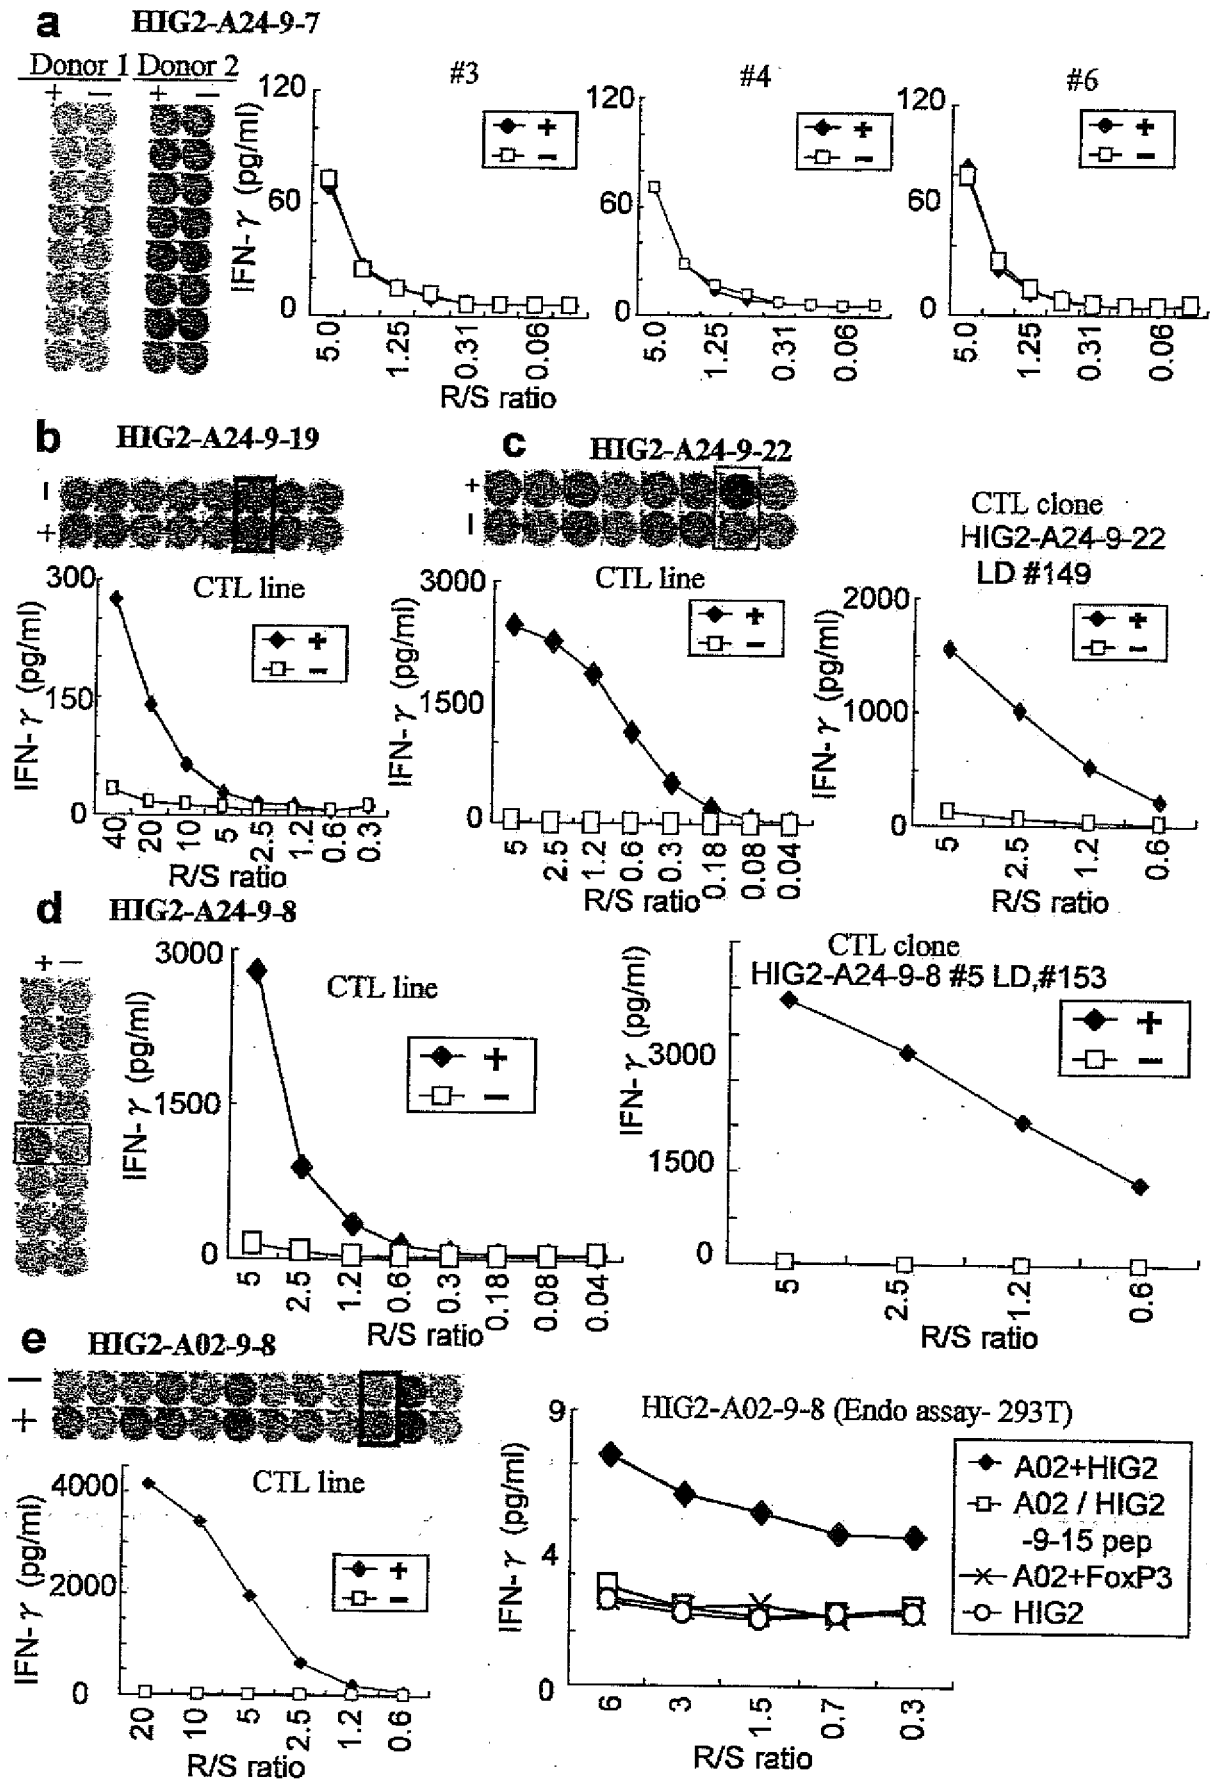 a HIG2-A24-9-7
Donor 1 Donor 2
+ − + −
#3
IFN-γ (pg/ml)
120
60
0
+
−
5.0 1.25 0.31 0.06
#4
120
60
0
+
−
5.0 1.25 0.31 0.06
R/S ratio
#6
120
60
0
+
−
5.0 1.25 0.31 0.06
b HIG2-A24-9-19
−
+
CTL line
IFN-γ (pg/ml)
300
150
0
+
−
40 20 10 5 2.5 1.2 0.6 0.3
R/S ratio
c HIG2-A24-9-22
+
−
CTL line
IFN-γ (pg/ml)
3000
1500
0
+
−
5 2.5 1.2 0.6 0.3 0.18 0.08 0.04
R/S ratio
CTL clone
HIG2-A24-9-22
LD #149
IFN-γ (pg/ml)
2000
1000
0
+
−
5 2.5 1.2 0.6
R/S ratio
d HIG2-A24-9-8
+ −
CTL line
IFN-γ (pg/ml)
3000
1500
0
+
−
5 2.5 1.2 0.6 0.3 0.18 0.08 0.04
R/S ratio
CTL clone
HIG2-A24-9-8 #5 LD,#153
IFN-γ (pg/ml)
3000
1500
0
+
−
5 2.5 1.2 0.6
R/S ratio
e HIG2-A02-9-8
−
+
CTL line
IFN-γ (pg/ml)
4000
2000
0
+
−
20 10 5 2.5 1.2 0.6
R/S ratio
HIG2-A02-9-8 (Endo assay- 293T)
IFN-γ (pg/ml)
9
4
0
A02+HIG2
A02 / HIG2
-9-15 pep
A02+FoxP3
HIG2
6 3 1.5 0.7 0.3
R/S ratio